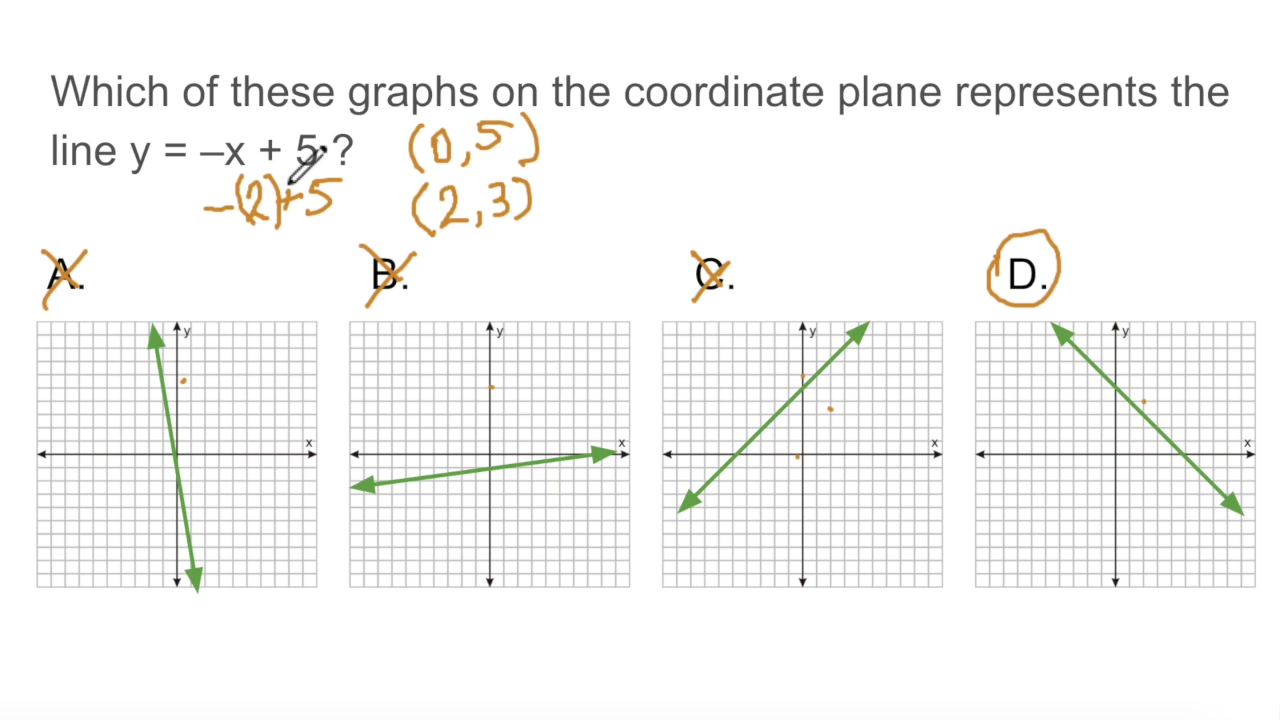 Which of these graphs on the coordinate plane represents the
line y = –x + 5 ?
(0,5)
-(2)+5
(2,3)
A.
B.
C.
D.
y
y
y
y
x
x
x
x